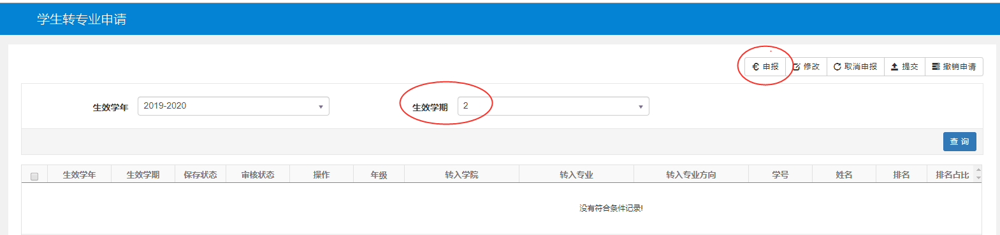 学生转专业申请
申报 修改 取消申报 提交 撤销申请
生效学年 2019-2020 生效学期 2
查 询
生效学年 生效学期 保存状态 审核状态 操作 年级 转入学院 转入专业 转入专业方向 学号 姓名 排名 排名占比
没有符合条件记录!